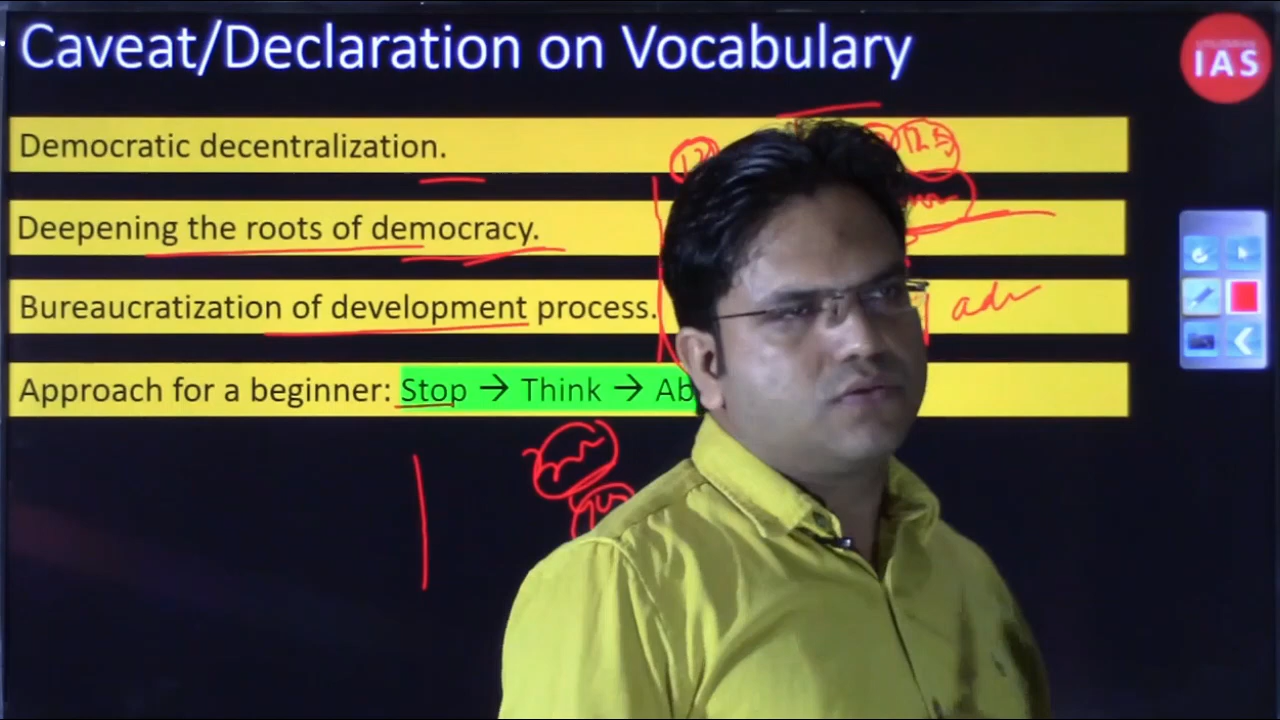 Caveat/Declaration on Vocabulary
IAS
Democratic decentralization.
Deepening the roots of democracy.
Bureaucratization of development process.
Approach for a beginner: Stop → Think → Ab